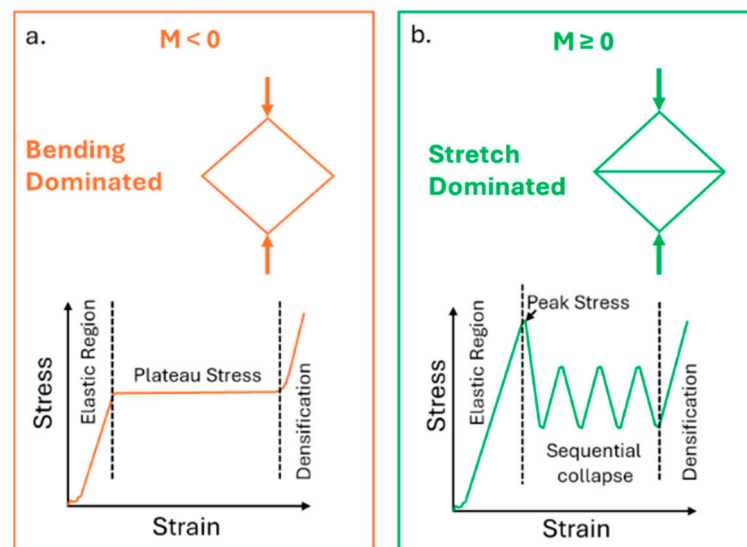 a.
M < 0
Bending
Dominated
Stress
Elastic Region
Plateau Stress
Densification
Strain
b.
M ≥ 0
Stretch
Dominated
Stress
Elastic Region
Peak Stress
Sequential
collapse
Densification
Strain